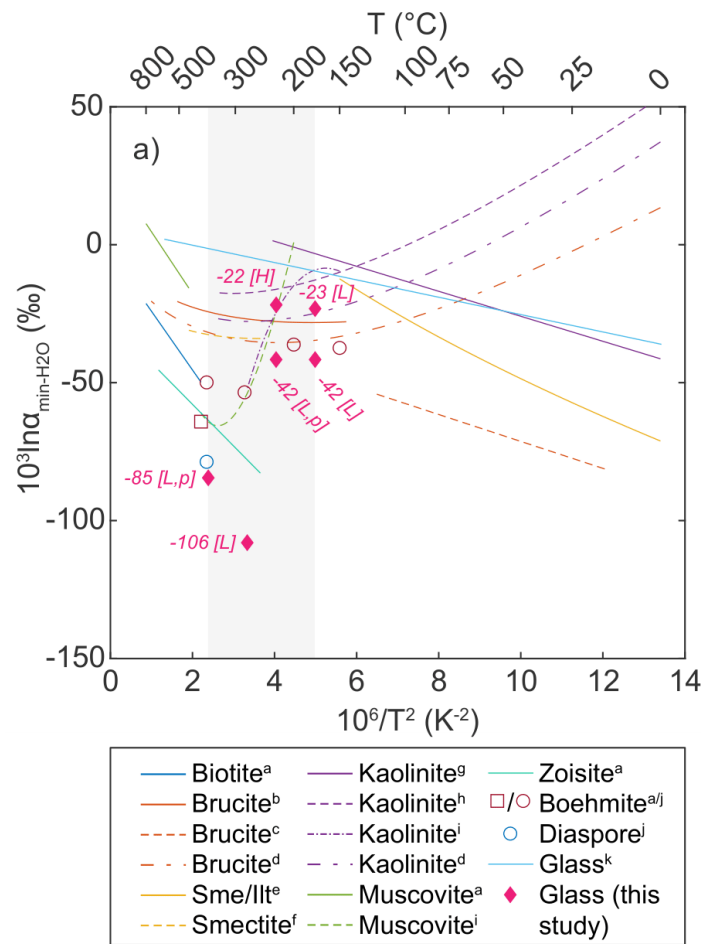 T (°C)
800 500 300 200 150 100 75 50 25 0
a)
50
0
-50
-100
-150
10³lnα_min-H2O (‰)
-22 [H]
-23 [L]
-42 [L,p]
-42 [L]
-85 [L,p]
-106 [L]
0 2 4 6 8 10 12 14
10⁶/T² (K⁻²)
Biotiteᵃ Kaoliniteᵍ Zoisiteᵃ
Bruciteᵇ Kaoliniteʰ □/○ Boehmiteᵃ/ʲ
Bruciteᶜ Kaoliniteⁱ Diasporeʲ
Bruciteᵈ Kaoliniteᵈ Glassᵏ
Sme/Iltᵉ Muscoviteᵃ Glass (this
Smectiteᶠ Muscoviteⁱ study)